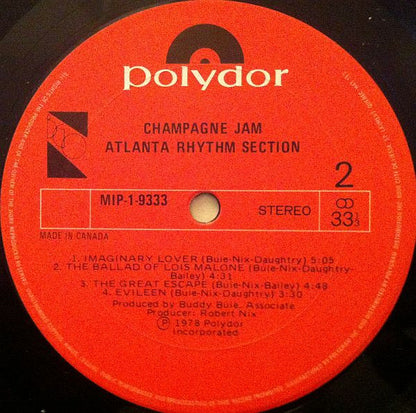 polydor
CHAMPAGNE JAM
ATLANTA RHYTHM SECTION
2
MIP-1-9333
STEREO
33⅓
MADE IN CANADA
1. IMAGINARY LOVER (Buie-Nix-Daughtry) 5:05
2. THE BALLAD OF LOIS MALONE (Buie-Nix-Daughtry-
Bailey) 4:31
3. THE GREAT ESCAPE (Buie-Nix-Bailey) 4:48
4. EVILEEN (Buie-Nix-Daughtry) 3:30
Produced by Buddy Buie, Associate
Producer: Robert Nix
Ⓟ 1978 Polydor
Incorporated